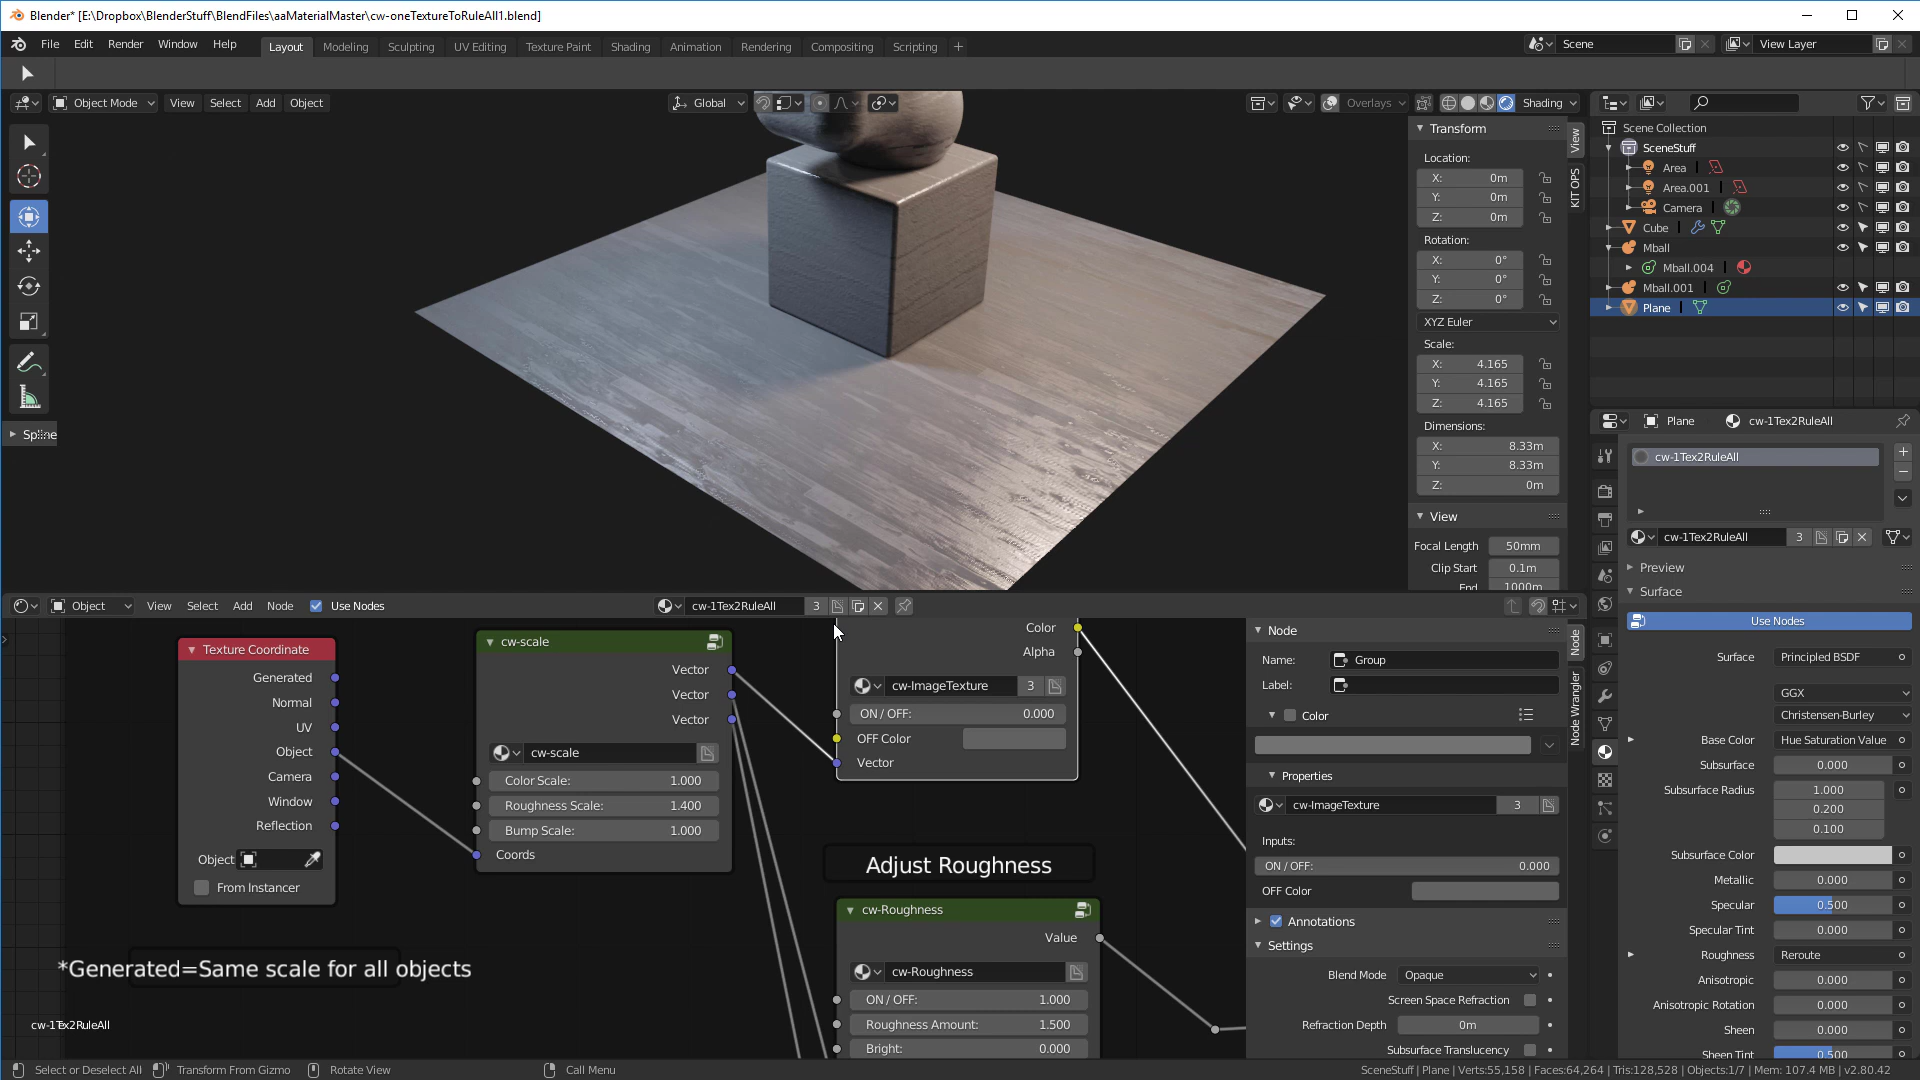 Blender* [E:\Dropbox\BlenderStuff\BlendFiles\aaMaterialMaster\cw-oneTextureToRuleAll1.blend]
File Edit Render Window Help Layout Modeling Sculpting UV Editing Texture Paint Shading Animation Rendering Compositing Scripting + Scene View Layer
Object Mode View Select Add Object Global Overlays Shading
Spline
Transform
Location:
X: 0m
Y: 0m
Z: 0m
Rotation:
X: 0°
Y: 0°
Z: 0°
XYZ Euler
Scale:
X: 4.165
Y: 4.165
Z: 4.165
Dimensions:
X: 8.33m
Y: 8.33m
Z: 0m
View
Focal Length 50mm
Clip Start 0.1m
End 1000m
View
KIT OPS
Scene Collection
SceneStuff
Area
Area.001
Camera
Cube
Mball
Mball.004
Mball.001
Plane
Plane cw-1Tex2RuleAll
cw-1Tex2RuleAll
cw-1Tex2RuleAll 3
Preview
Surface
Use Nodes
Surface Principled BSDF
GGX
Christensen-Burley
Base Color Hue Saturation Value
Subsurface 0.000
Subsurface Radius 1.000
0.200
0.100
Subsurface Color
Metallic 0.000
Specular 0.500
Specular Tint 0.000
Roughness Reroute
Anisotropic 0.000
Anisotropic Rotation 0.000
Sheen 0.000
Sheen Tint 0.500
Object View Select Add Node Use Nodes cw-1Tex2RuleAll 3
Texture Coordinate
Generated
Normal
UV
Object
Camera
Window
Reflection
Object
From Instancer
cw-scale
Vector
Vector
Vector
cw-scale
Color Scale: 1.000
Roughness Scale: 1.400
Bump Scale: 1.000
Coords
Color
Alpha
cw-ImageTexture 3
ON / OFF: 0.000
OFF Color
Vector
Adjust Roughness
cw-Roughness
Value
cw-Roughness
ON / OFF: 1.000
Roughness Amount: 1.500
Bright: 0.000
*Generated=Same scale for all objects
cw-1Tex2RuleAll
Node
Name: Group
Label:
Color
Properties
cw-ImageTexture 3
Inputs:
ON / OFF: 0.000
OFF Color
Annotations
Settings
Blend Mode Opaque
Screen Space Refraction
Refraction Depth 0m
Subsurface Translucency
Node
Node Wrangler
Select or Deselect All Transform From Gizmo Rotate View Call Menu SceneStuff | Plane | Verts:55,158 | Faces:64,264 | Tris:128,528 | Objects:1/7 | Mem: 107.4 MB | v2.80.42